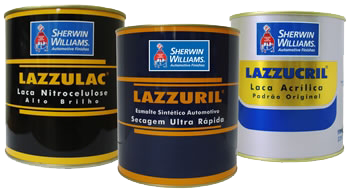 SHERWIN
WILLIAMS.
Automotive Finishes
LAZZULAC
Laca Nitrocelulose
Alto Brilho
SHERWIN
WILLIAMS.
Automotive Finishes
LAZZURIL
Esmalte Sintético Automotivo
Secagem Ultra Rápida
SHERWIN
WILLIAMS.
Automotive Finishes
LAZZUCRIL
Laca Acrílica
Padrão Original